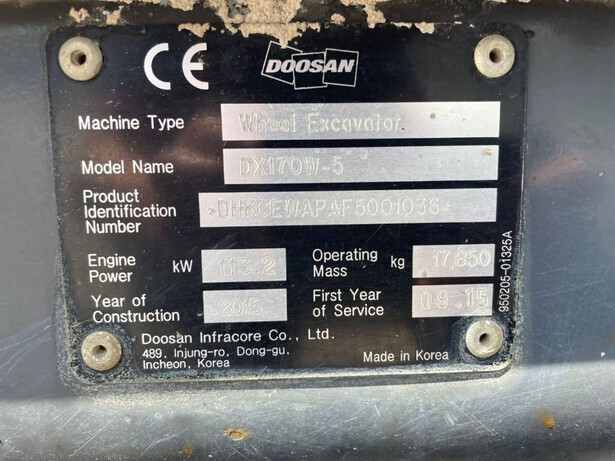 CE DOOSAN
Machine Type Wheel Excavator
Model Name DX170W-5
Product
Identification *DHKCEWAPAF5001036*
Number
Engine Power kW 113.2 Operating Mass kg 17,850
Year of Construction 2015 First Year of Service 09.15
Doosan Infracore Co., Ltd.
489, Injung-ro, Dong-gu,
Incheon, Korea
Made in Korea
950205-01325A